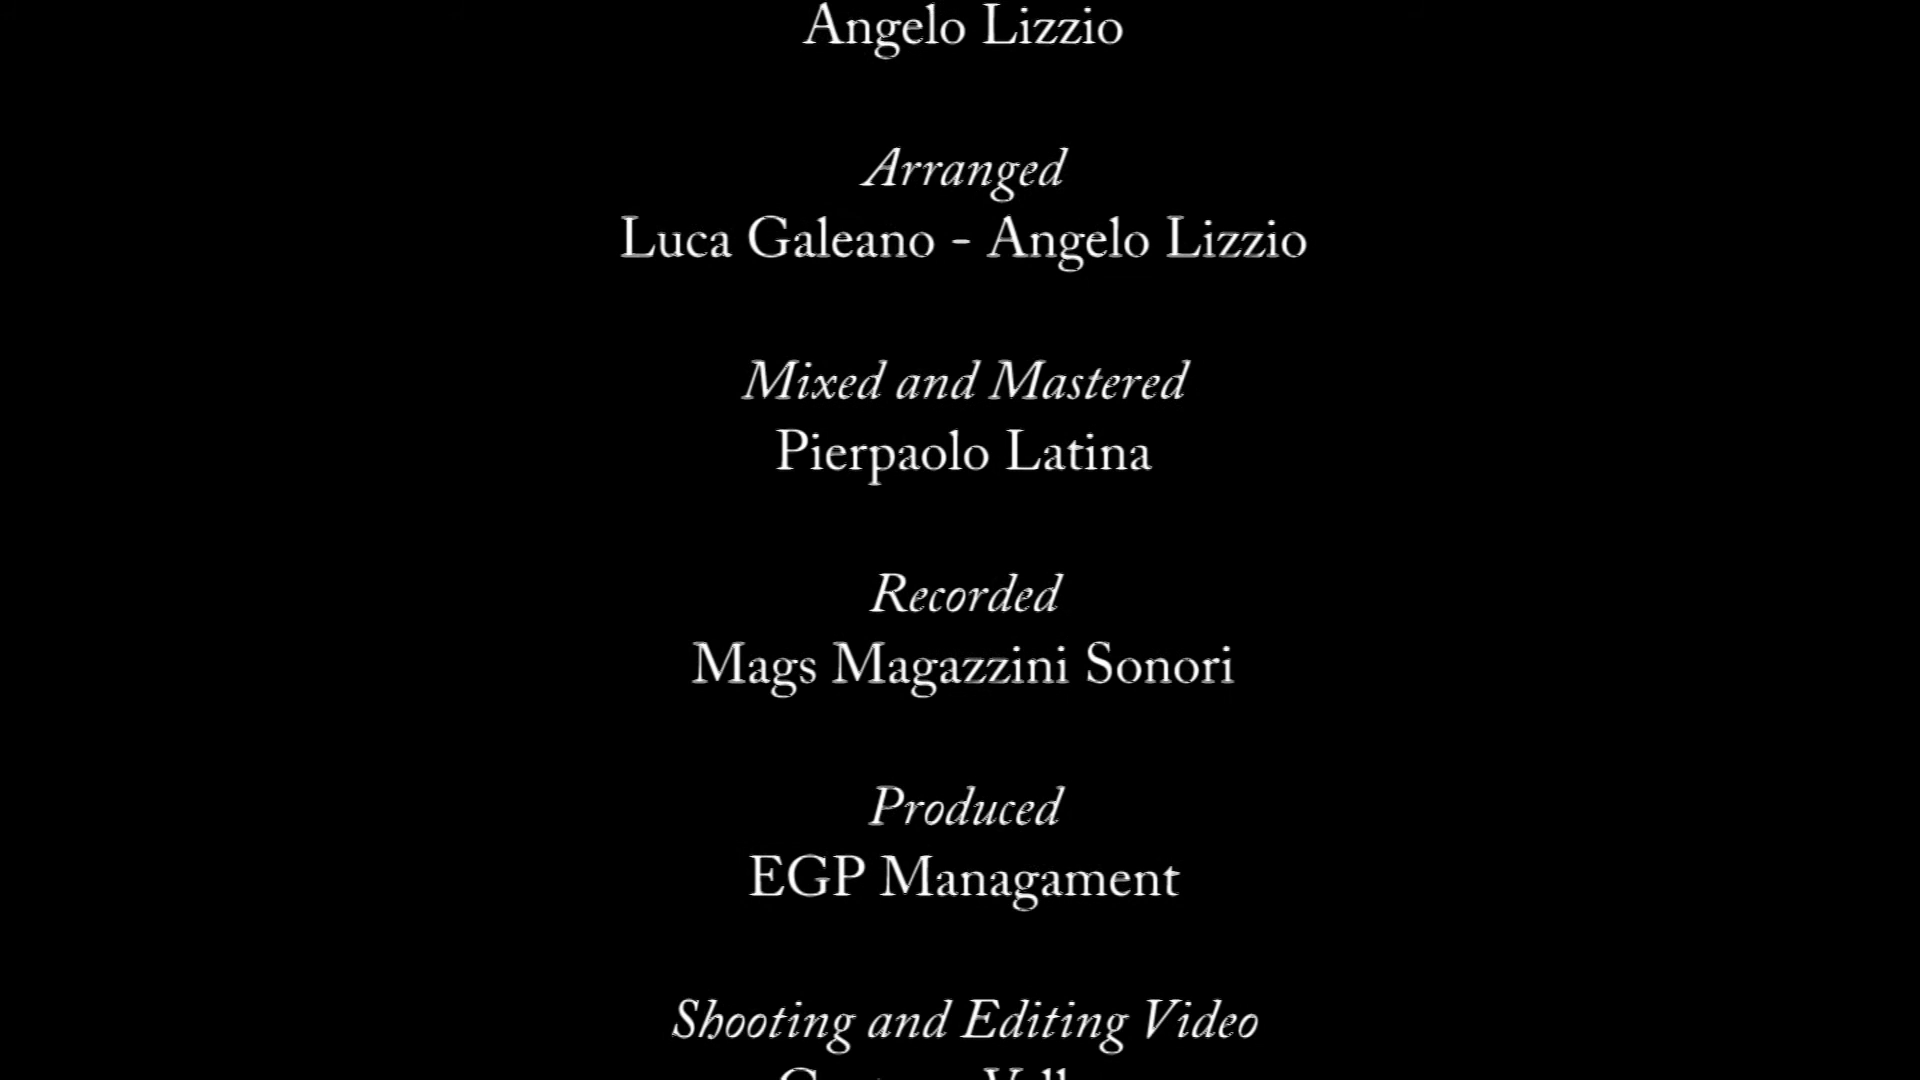 Angelo Lizzio
Arranged
Luca Galeano - Angelo Lizzio
Mixed and Mastered
Pierpaolo Latina
Recorded
Mags Magazzini Sonori
Produced
EGP Managament
Shooting and Editing Video